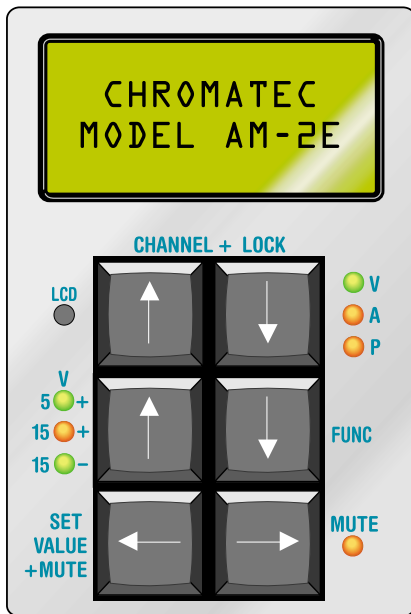 CHROMATEC
MODEL AM-2E
CHANNEL + LOCK
LCD
V
A
P
V
5 +
15 +
15 -
FUNC
SET
VALUE
+MUTE
MUTE